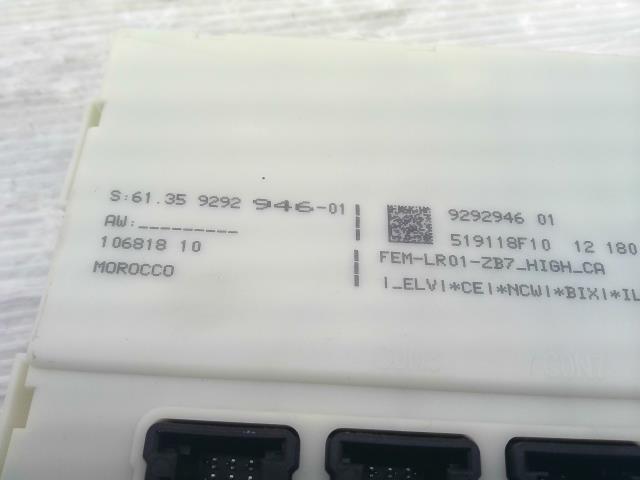 S:61.35 9292 946-01
AW:_________
106818 10
MOROCCO
9292946 01
519118F10 12 180
FEM-LR01-ZB7_HIGH_CA
|_ELV|*CE|*NCW|*BIX|*IL